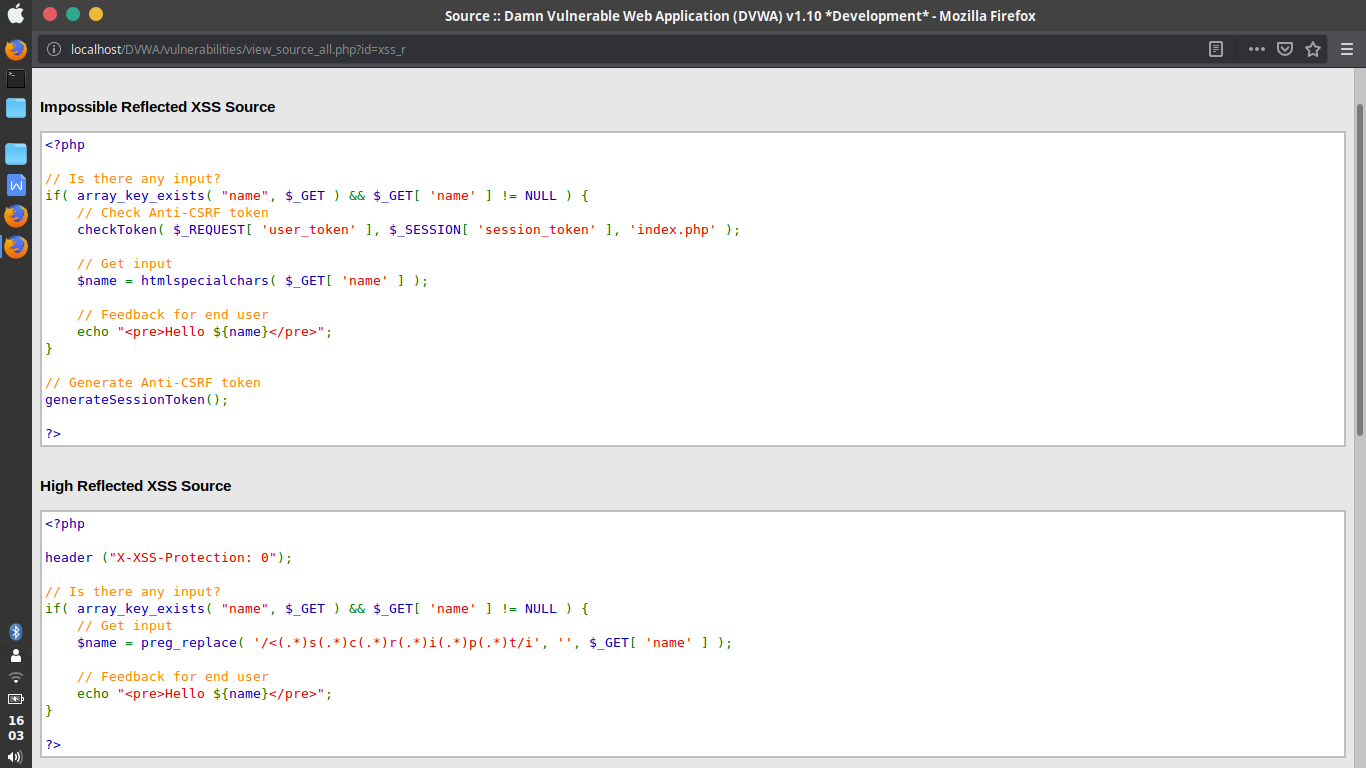 Source :: Damn Vulnerable Web Application (DVWA) v1.10 *Development* - Mozilla Firefox
localhost/DVWA/vulnerabilities/view_source_all.php?id=xss_r
Impossible Reflected XSS Source
<?php
// Is there any input?
if( array_key_exists( "name", $_GET ) && $_GET[ 'name' ] != NULL ) {
    // Check Anti-CSRF token
    checkToken( $_REQUEST[ 'user_token' ], $_SESSION[ 'session_token' ], 'index.php' );
    // Get input
    $name = htmlspecialchars( $_GET[ 'name' ] );
    // Feedback for end user
    echo "<pre>Hello ${name}</pre>";
}
// Generate Anti-CSRF token
generateSessionToken();
?>
High Reflected XSS Source
<?php
header ("X-XSS-Protection: 0");
// Is there any input?
if( array_key_exists( "name", $_GET ) && $_GET[ 'name' ] != NULL ) {
    // Get input
    $name = preg_replace( '/<(.*)s(.*)c(.*)r(.*)i(.*)p(.*)t/i', '', $_GET[ 'name' ] );
    // Feedback for end user
    echo "<pre>Hello ${name}</pre>";
}
?>
16
03